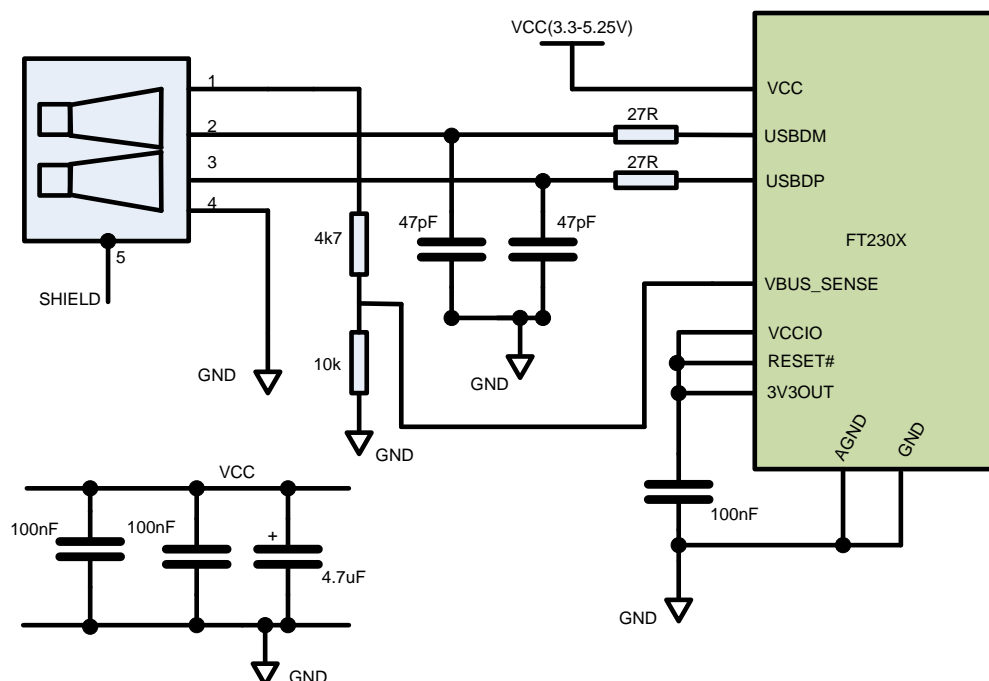 VCC(3.3-5.25V)
1
VCC
27R
2
USBDM
27R
3
USBDP
4
47pF
47pF
4k7
FT230X
5
VBUS_SENSE
SHIELD
VCCIO
10k
RESET#
GND
GND
3V3OUT
GND
AGND
GND
VCC
100nF
100nF
100nF
+
4.7uF
GND
GND